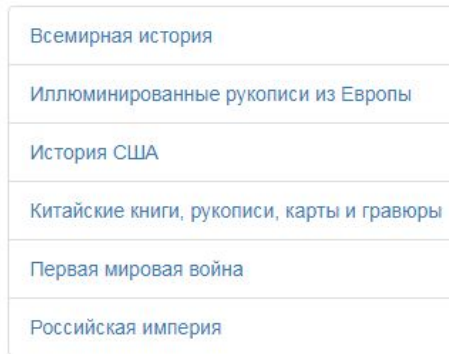 Всемирная история
Иллюминированные рукописи из Европы
История США
Китайские книги, рукописи, карты и гравюры
Первая мировая война
Российская империя